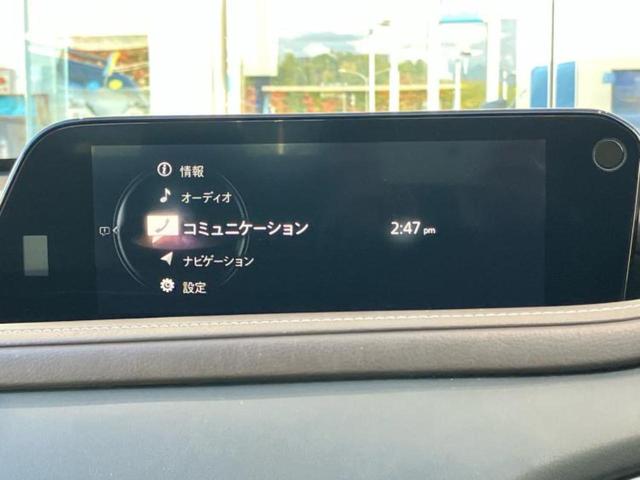 情報
オーディオ
コミュニケーション
2:47 pm
ナビゲーション
設定